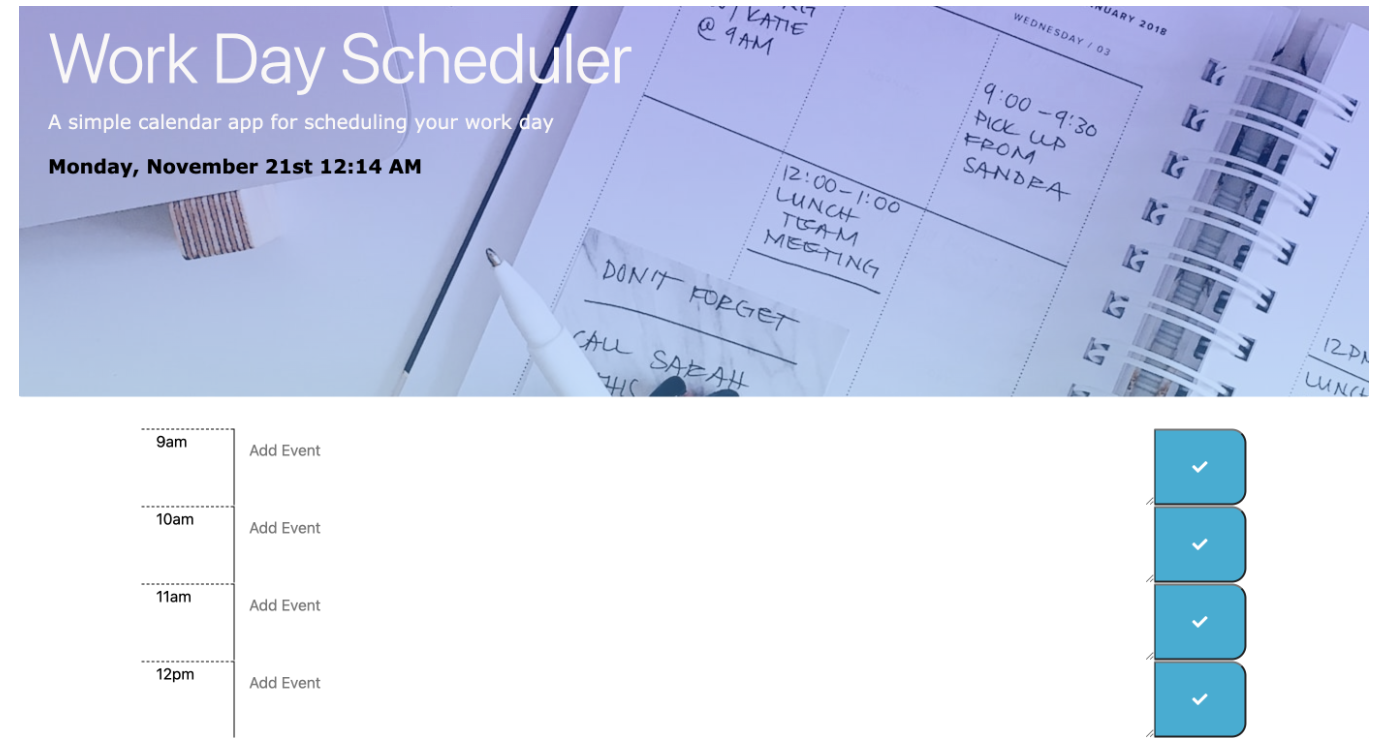 Work Day Scheduler
A simple calendar app for scheduling your work day
Monday, November 21st 12:14 AM
KATIE
@ 9AM
2018
WEDNESDAY / 03
9:00-9:30
PICK UP
FROM
SANDRA
12:00-1:00
LUNCH
TEAM
MEETING
DON'T FORGET
CALL SARAH
THIS
LUNCH
9am
Add Event
10am
Add Event
11am
Add Event
12pm
Add Event